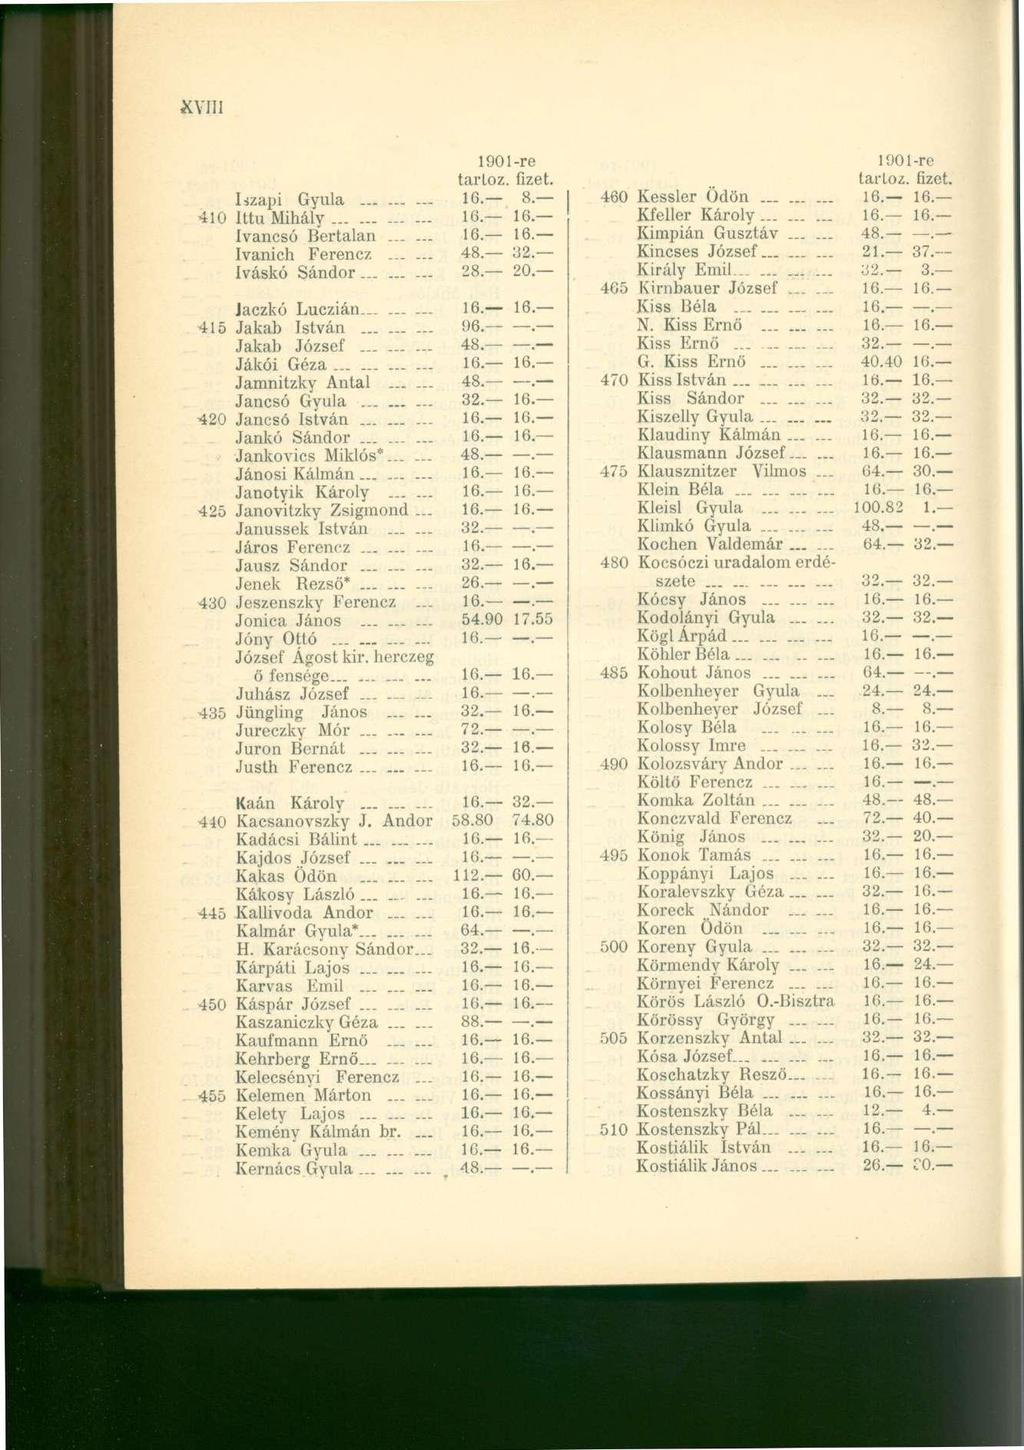 XVIII
1901-re
tartoz. fizet.
Iszapi Gyula 16.— 8.—
410 Ittu Mihály 16.— 16.—
Ivancsó Bertalan 16.— 16.—
Ivanich Ferencz 48.— 32.—
Iváskó Sándor 28.— 20.—
Jaczkó Luczián 16.— 16.—
415 Jakab István 96.— —.—
Jakab József 48.— —.—
Jákói Géza 16.— 16.—
Jamnitzky Antal 48.— —.—
Jancsó Gyula 32.— 16.—
420 Jancsó István 16.— 16.—
Jankó Sándor 16.— 16.—
Jankovics Miklós* 48.— —.—
Jánosi Kálmán 16.— 16.—
Janotyik Károly 16.— 16.—
425 Janovitzky Zsigmond 16.— 16.—
Janussek István 32.— —.—
Járos Ferencz 16.— —.—
Jausz Sándor 32.— 16.—
Jenek Rezső* 26.— —.—
430 Jeszenszky Ferencz 16.— —.—
Jonica János 54.90 17.55
Jóny Ottó 16.— —.—
József Ágost kir. herczeg
ő fensége 16.— 16.—
Juhász József 16.— —.—
435 Jüngling János 32.— 16.—
Jureczky Mór 72.— —.—
Juron Bernát 32.— 16.—
Justh Ferencz 16.— 16.—
Kaán Károly 16.— 32.—
440 Kacsanovszky J. Andor 58.80 74.80
Kadácsi Bálint 16.— 16.—
Kajdos József 16.— —.—
Kakas Ödön 112.— 60.—
Kákosy László 16.— 16.—
445 Kallivoda Andor 16.— 16.—
Kalmár Gyula* 64.— —.—
H. Karácsony Sándor 32.— 16.—
Kárpáti Lajos 16.— 16.—
Karvas Emil 16.— 16.—
450 Káspár József 16.— 16.—
Kaszaniczky Géza 88.— —.—
Kaufmann Ernő 16.— 16.—
Kehrberg Ernő 16.— 16.—
Kelecsényi Ferencz 16.— 16.—
455 Kelemen Márton 16.— 16.—
Kelety Lajos 16.— 16.—
Kemény Kálmán br. 16.— 16.—
Kemka Gyula 16.— 16.—
Kernács Gyula 48.— —.—
1901-re
tartoz. fizet.
460 Kessler Ödön 16.— 16.—
Kfeller Károly 16.— 16.—
Kimpián Gusztáv 48.— —.—
Kincses József 21.— 37.—
Király Emil 32.— 3.—
465 Kirnbauer József 16.— 16.—
Kiss Béla 16.— —.—
N. Kiss Ernő 16.— 16.—
Kiss Ernő 32.— —.—
G. Kiss Ernő 40.40 16.—
470 Kiss István 16.— 16.—
Kiss Sándor 32.— 32.—
Kiszelly Gyula 32.— 32.—
Klaudiny Kálmán 16.— 16.—
Klausmann József 16.— 16.—
475 Klausznitzer Vilmos 64.— 30.—
Klein Béla 16.— 16.—
Kleisl Gyula 100.82 1.—
Klimkó Gyula 48.— —.—
Kochen Valdemár 64.— 32.—
480 Kocsóczi uradalom erdé-
szete 32.— 32.—
Kócsy János 16.— 16.—
Kodolányi Gyula 32.— 32.—
Kögl Árpád 16.— —.—
Köhler Béla 16.— 16.—
485 Kohout János 64.— —.—
Kolbenheyer Gyula 24.— 24.—
Kolbenheyer József 8.— 8.—
Kolosy Béla 16.— 16.—
Kolossy Imre 16.— 32.—
490 Kolozsváry Andor 16.— 16.—
Költő Ferencz 16.— —.—
Komka Zoltán 48.— 48.—
Konczvald Ferencz 72.— 40.—
König János 32.— 20.—
495 Konok Tamás 16.— 16.—
Koppányi Lajos 16.— 16.—
Koralevszky Géza 32.— 16.—
Koreck Nándor 16.— 16.—
Koren Ödön 16.— 16.—
500 Koreny Gyula 32.— 32.—
Körmendy Károly 16.— 24.—
Környei Ferencz 16.— 16.—
Körös László O.-Bisztra 16.— 16.—
Kőrössy György 16.— 16.—
505 Korzenszky Antal 32.— 32.—
Kósa József 16.— 16.—
Koschatzky Resző 16.— 16.—
Kossányi Béla 16.— 16.—
Kostenszky Béla 12.— 4.—
510 Kostenszky Pál 16.— —.—
Kostiálik István 16.— 16.—
Kostiálik János 26.—